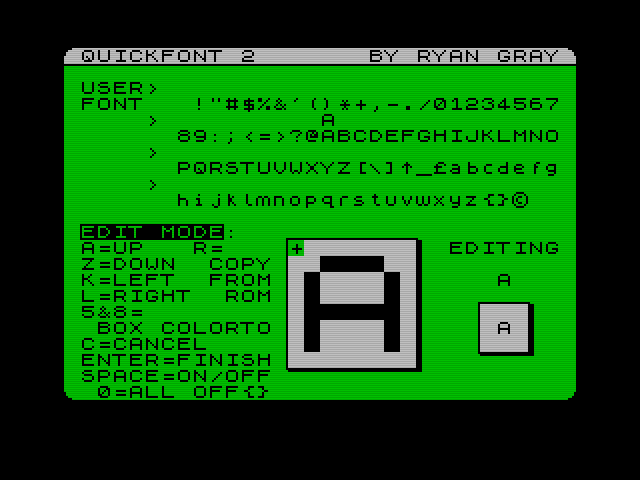 QUICKFONT 2 BY RYAN GRAY
USER>
FONT !"#$%&'()*+,-./01234567
> A
89:;<=>?@ABCDEFGHIJKLMNO
>
PQRSTUVWXYZ[\]↑_£abcdefg
>
hijklmnopqrstuvwxyz{}©
EDIT MODE:
A=UP R=
+
EDITING
Z=DOWN COPY
K=LEFT FROM
A
L=RIGHT ROM
5&8=
BOX COLORTO
A
A
C=CANCEL
ENTER=FINISH
SPACE=ON/OFF
0=ALL OFF{}